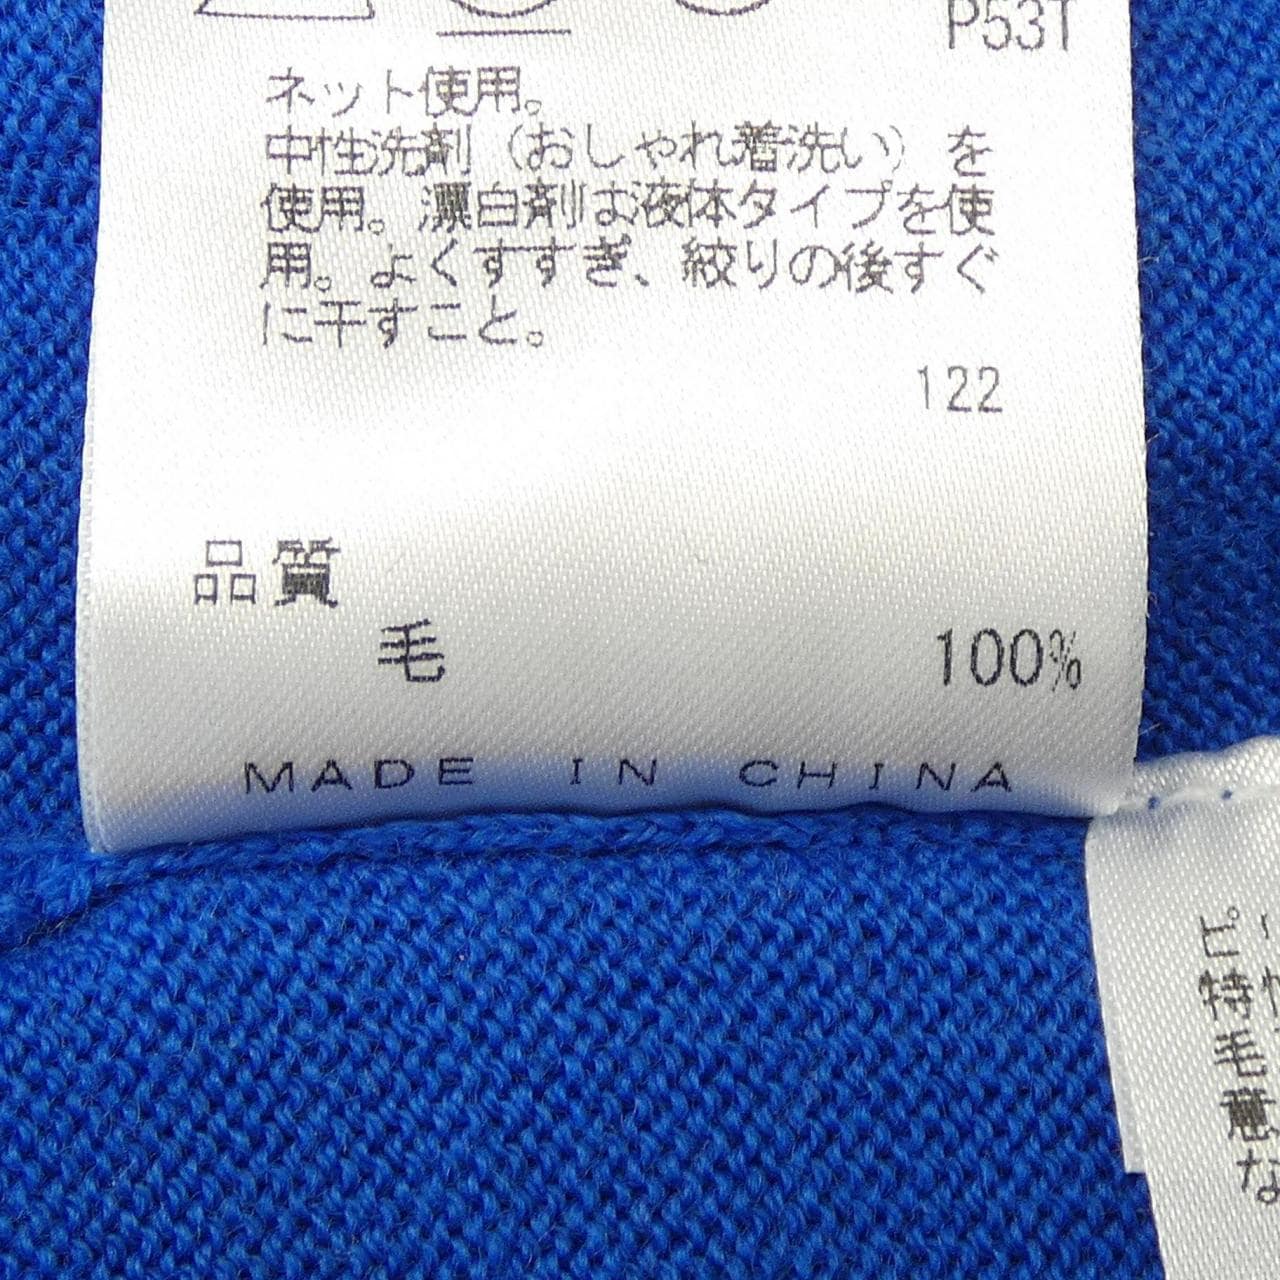 P53T
ネット使用。
中性洗剤（おしゃれ着洗い）を
使用。漂白剤は液体タイプを使
用。よくすすぎ、絞りの後すぐ
に干すこと。
122
品質
毛 100%
MADE IN CHINA
毛
意
な